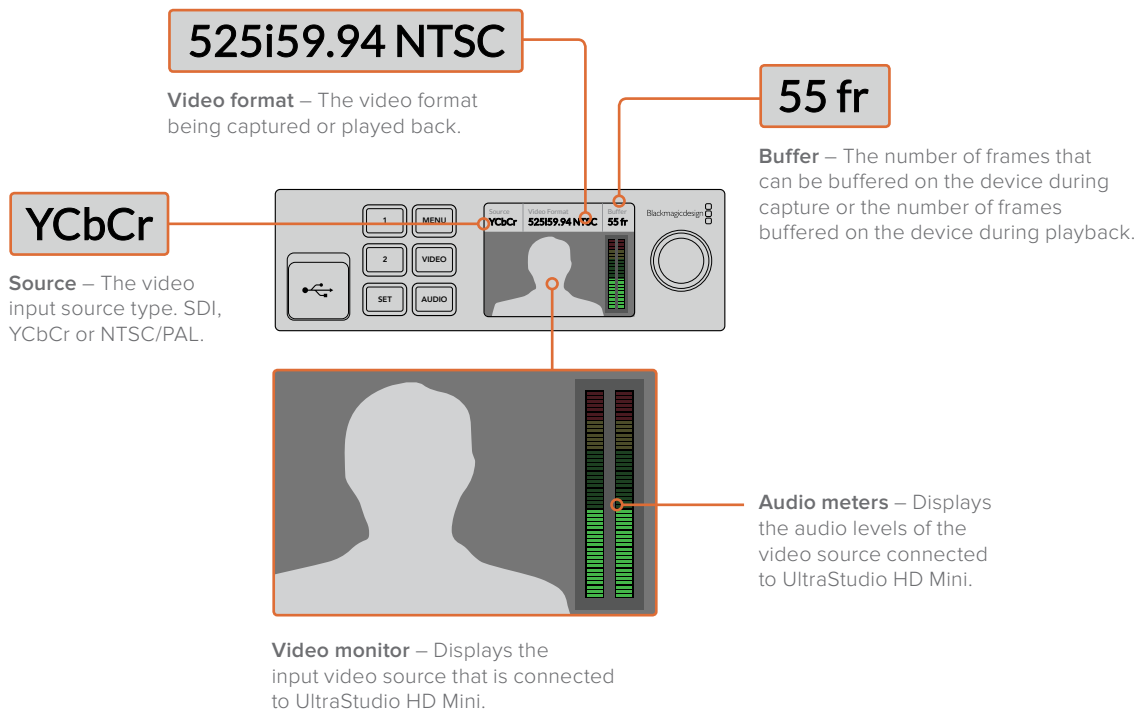 525i59.94 NTSC
Video format – The video format
being captured or played back.
55 fr
Buffer – The number of frames that
can be buffered on the device during
capture or the number of frames
buffered on the device during playback.
YCbCr
Source – The video
input source type. SDI,
YCbCr or NTSC/PAL.
1
MENU
2
VIDEO
SET
AUDIO
Source
YCbCr
Video Format
525i59.94 NTSC
Buffer
55 fr
Blackmagicdesign
Audio meters – Displays
the audio levels of the
video source connected
to UltraStudio HD Mini.
Video monitor – Displays the
input video source that is connected
to UltraStudio HD Mini.